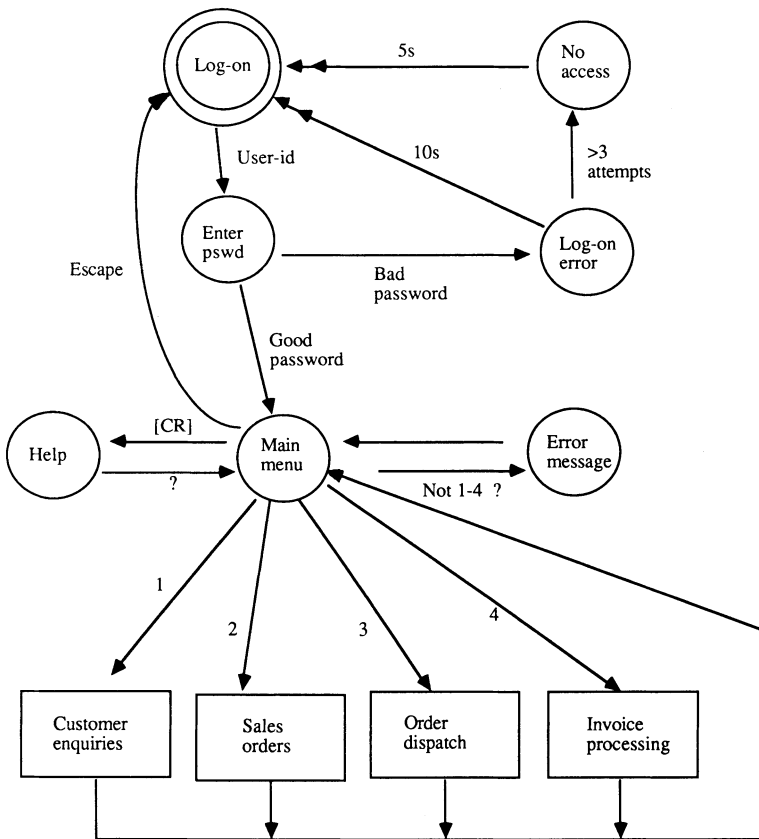 Log-on
5s
No
access
User-id
10s
>3
attempts
Enter
pswd
Log-on
error
Escape
Bad
password
Good
password
[CR]
Help
Main
menu
Error
message
?
Not 1-4 ?
1
2
3
4
Customer
enquiries
Sales
orders
Order
dispatch
Invoice
processing